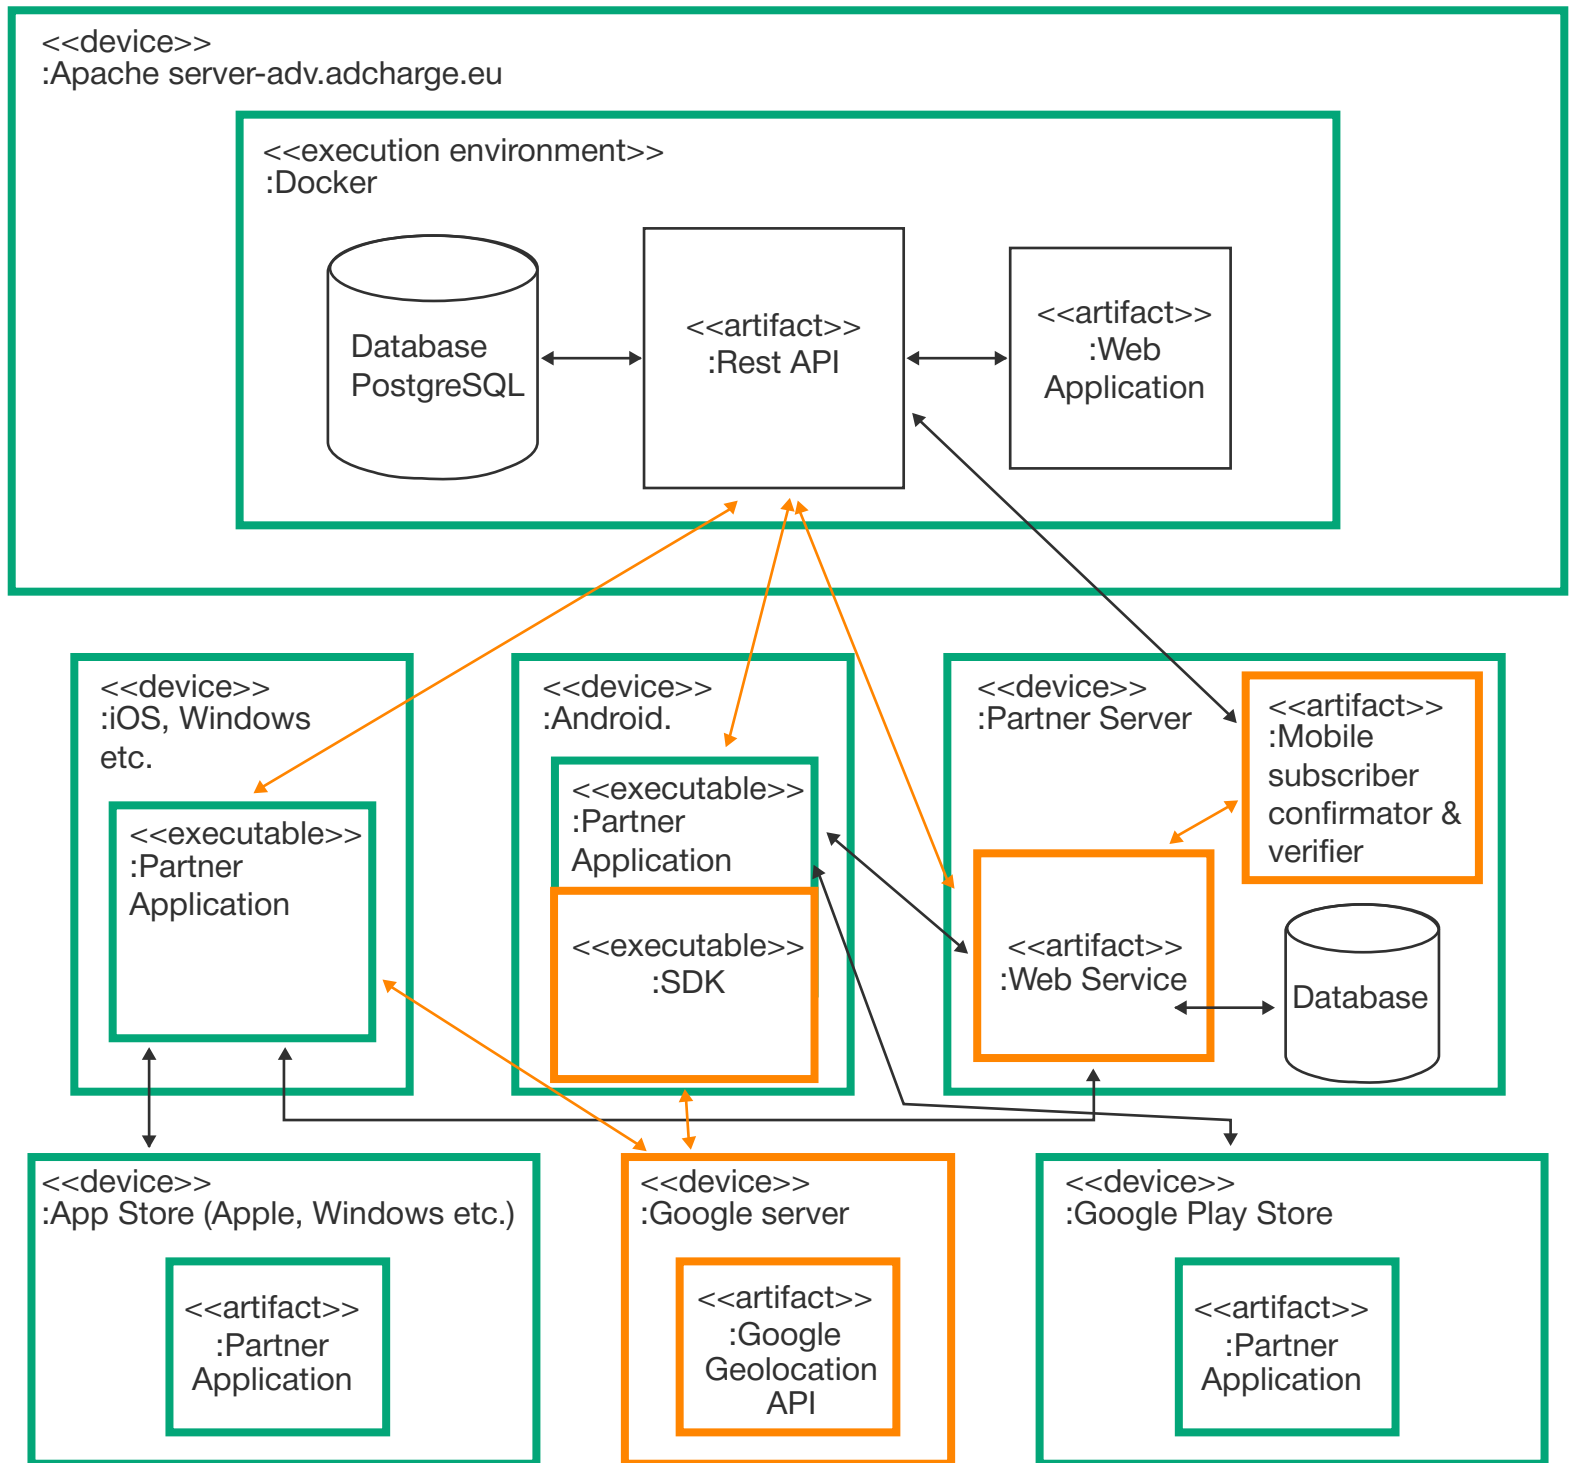 <<device>>
:Apache server-adv.adcharge.eu
<<execution environment>>
:Docker
Database
PostgreSQL
<<artifact>>
:Rest API
<<artifact>>
:Web
Application
<<device>>
:iOS, Windows
etc.
<<executable>>
:Partner
Application
<<device>>
:Android.
<<executable>>
:Partner
Application
<<executable>>
:SDK
<<device>>
:Partner Server
<<artifact>>
:Mobile
subscriber
confirmator &
verifier
<<artifact>>
:Web Service
Database
<<device>>
:App Store (Apple, Windows etc.)
<<artifact>>
:Partner
Application
<<device>>
:Google server
<<artifact>>
:Google
Geolocation
API
<<device>>
:Google Play Store
<<artifact>>
:Partner
Application